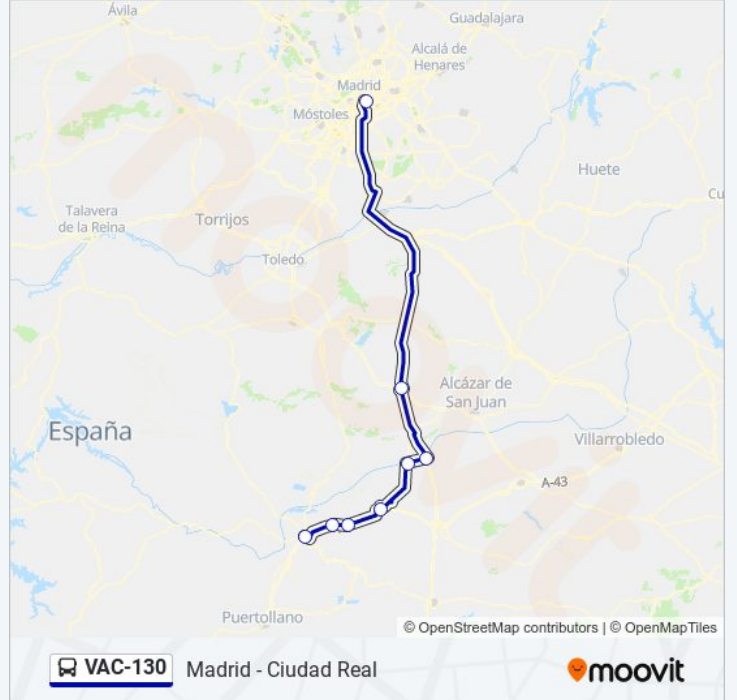 Ávila
Guadalajara
Alcalá de
Henares
Madrid
Móstoles
Huete
Cu
Talavera
de la Reina
Torrijos
Toledo
Alcázar de
San Juan
España
Villarrobledo
A-43
Puertollano
© OpenStreetMap contributors | © OpenMapTiles
VAC-130 Madrid - Ciudad Real
moovit
moovit